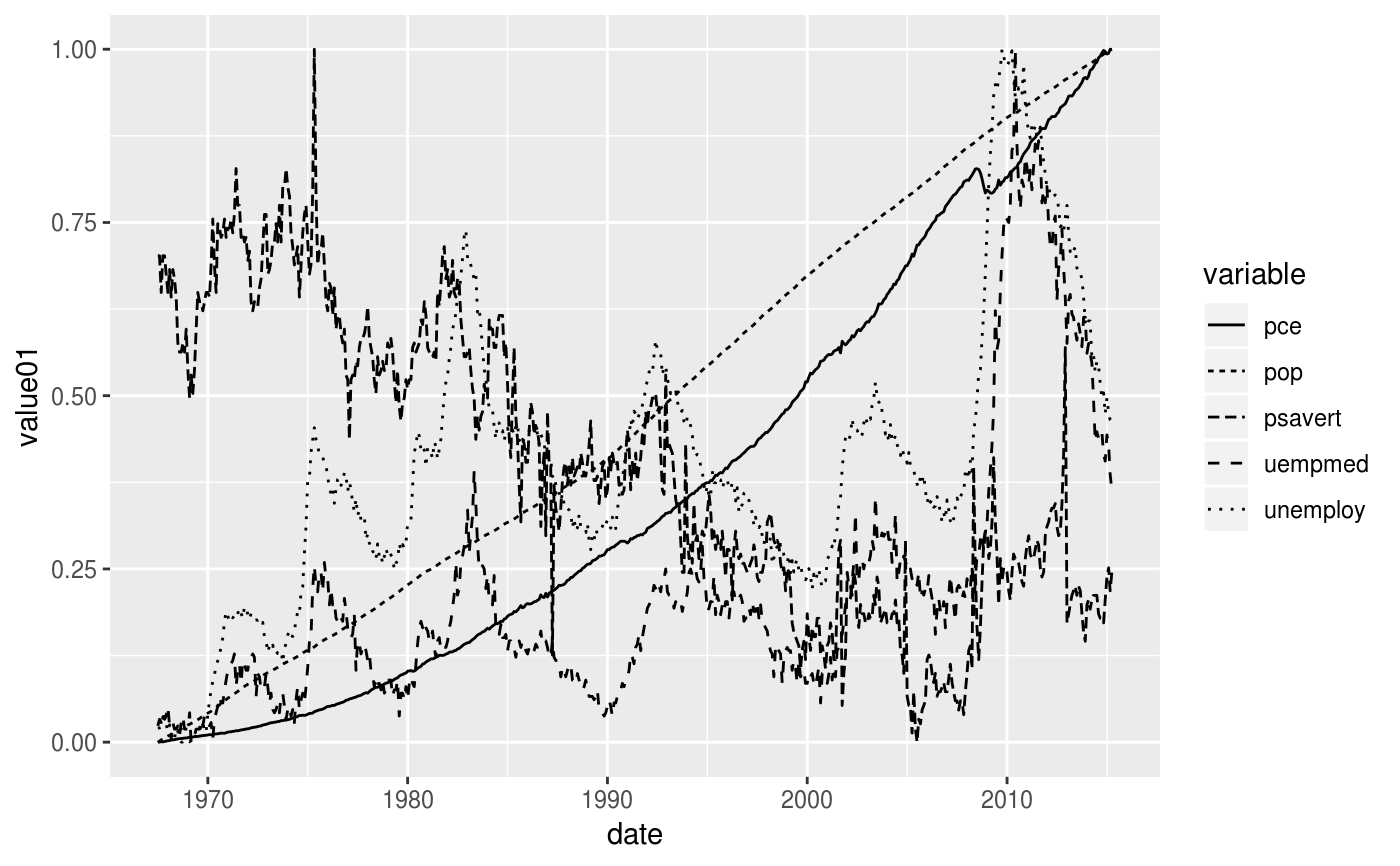 1.00
0.75
0.50
0.25
0.00
value01
1970 1980 1990 2000 2010
date
variable
pce
pop
psavert
uempmed
unemploy